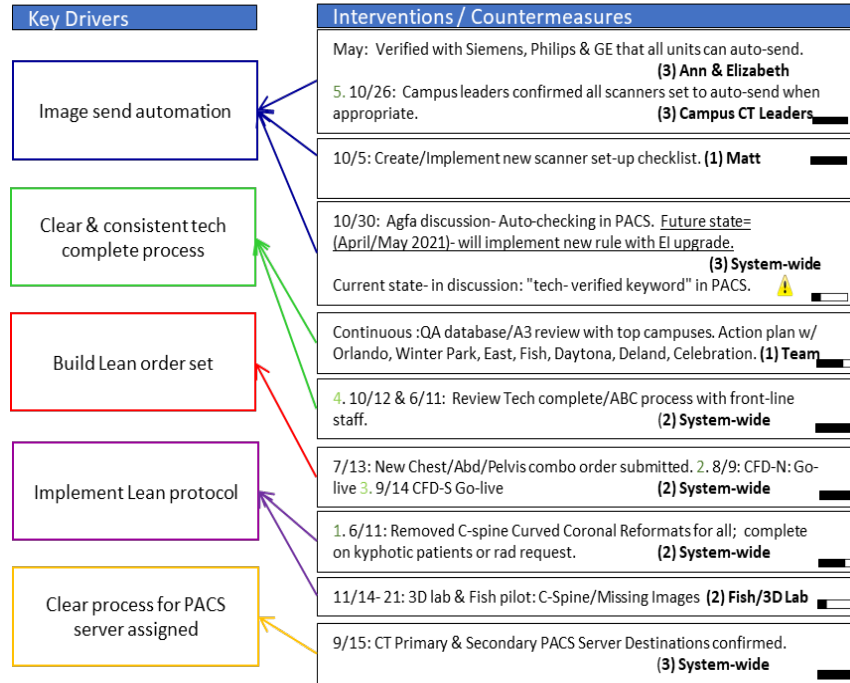 Key Drivers
Image send automation
Clear & consistent tech
complete process
Build Lean order set
Implement Lean protocol
Clear process for PACS
server assigned
Interventions / Countermeasures
May: Verified with Siemens, Philips & GE that all units can auto-send.
(3) Ann & Elizabeth
5. 10/26: Campus leaders confirmed all scanners set to auto-send when
appropriate. (3) Campus CT Leaders
10/5: Create/Implement new scanner set-up checklist. (1) Matt
10/30: Agfa discussion- Auto-checking in PACS. Future state=
(April/May 2021)- will implement new rule with EI upgrade.
(3) System-wide
Current state- in discussion: "tech- verified keyword" in PACS.
Continuous :QA database/A3 review with top campuses. Action plan w/
Orlando, Winter Park, East, Fish, Daytona, Deland, Celebration. (1) Team
4. 10/12 & 6/11: Review Tech complete/ABC process with front-line
staff. (2) System-wide
7/13: New Chest/Abd/Pelvis combo order submitted. 2. 8/9: CFD-N: Go-
live 3. 9/14 CFD-S Go-live (2) System-wide
1. 6/11: Removed C-spine Curved Coronal Reformats for all; complete
on kyphotic patients or rad request. (2) System-wide
11/14- 21: 3D lab & Fish pilot: C-Spine/Missing Images (2) Fish/3D Lab
9/15: CT Primary & Secondary PACS Server Destinations confirmed.
(3) System-wide